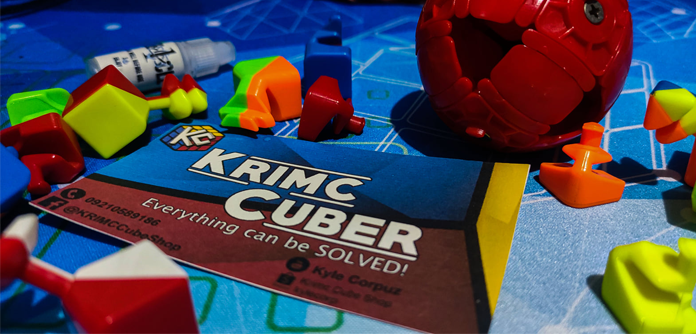 KC
KRIMC
CUBER
Everything can be SOLVED!
09210589186
@KRIMCCubeShop
Kyle Corpuz
Krimc Cube Shop